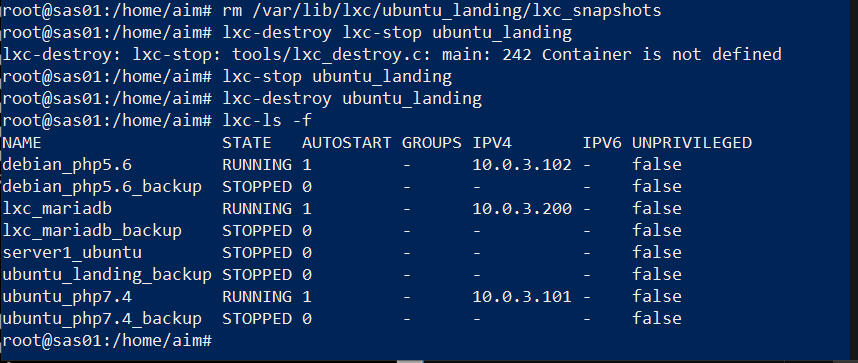 root@sas01:/home/aim# rm /var/lib/lxc/ubuntu_landing/lxc_snapshots
root@sas01:/home/aim# lxc-destroy lxc-stop ubuntu_landing
lxc-destroy: lxc-stop: tools/lxc_destroy.c: main: 242 Container is not defined
root@sas01:/home/aim# lxc-stop ubuntu_landing
root@sas01:/home/aim# lxc-destroy ubuntu_landing
root@sas01:/home/aim# lxc-ls -f
NAME                  STATE   AUTOSTART GROUPS IPV4       IPV6 UNPRIVILEGED
debian_php5.6         RUNNING 1         -      10.0.3.102 -    false
debian_php5.6_backup  STOPPED 0         -      -          -    false
lxc_mariadb           RUNNING 1         -      10.0.3.200 -    false
lxc_mariadb_backup    STOPPED 0         -      -          -    false
server1_ubuntu        STOPPED 0         -      -          -    false
ubuntu_landing_backup STOPPED 0         -      -          -    false
ubuntu_php7.4         RUNNING 1         -      10.0.3.101 -    false
ubuntu_php7.4_backup  STOPPED 0         -      -          -    false
root@sas01:/home/aim#